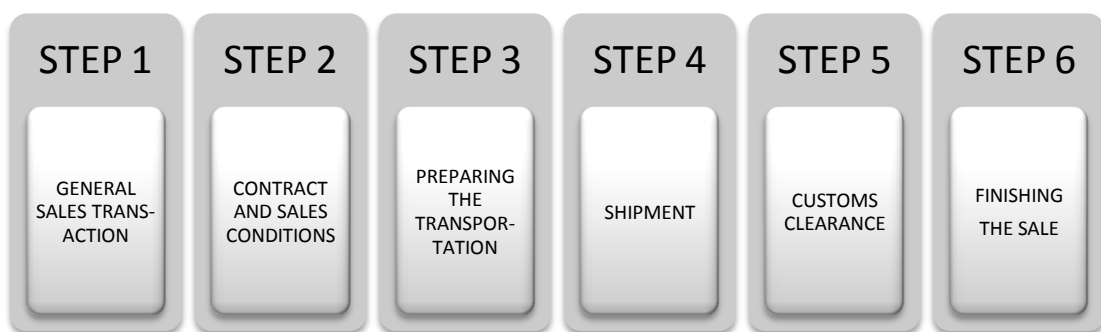 STEP 1
GENERAL
SALES TRANS-
ACTION
STEP 2
CONTRACT
AND SALES
CONDITIONS
STEP 3
PREPARING
THE
TRANSPOR-
TATION
STEP 4
SHIPMENT
STEP 5
CUSTOMS
CLEARANCE
STEP 6
FINISHING
THE SALE